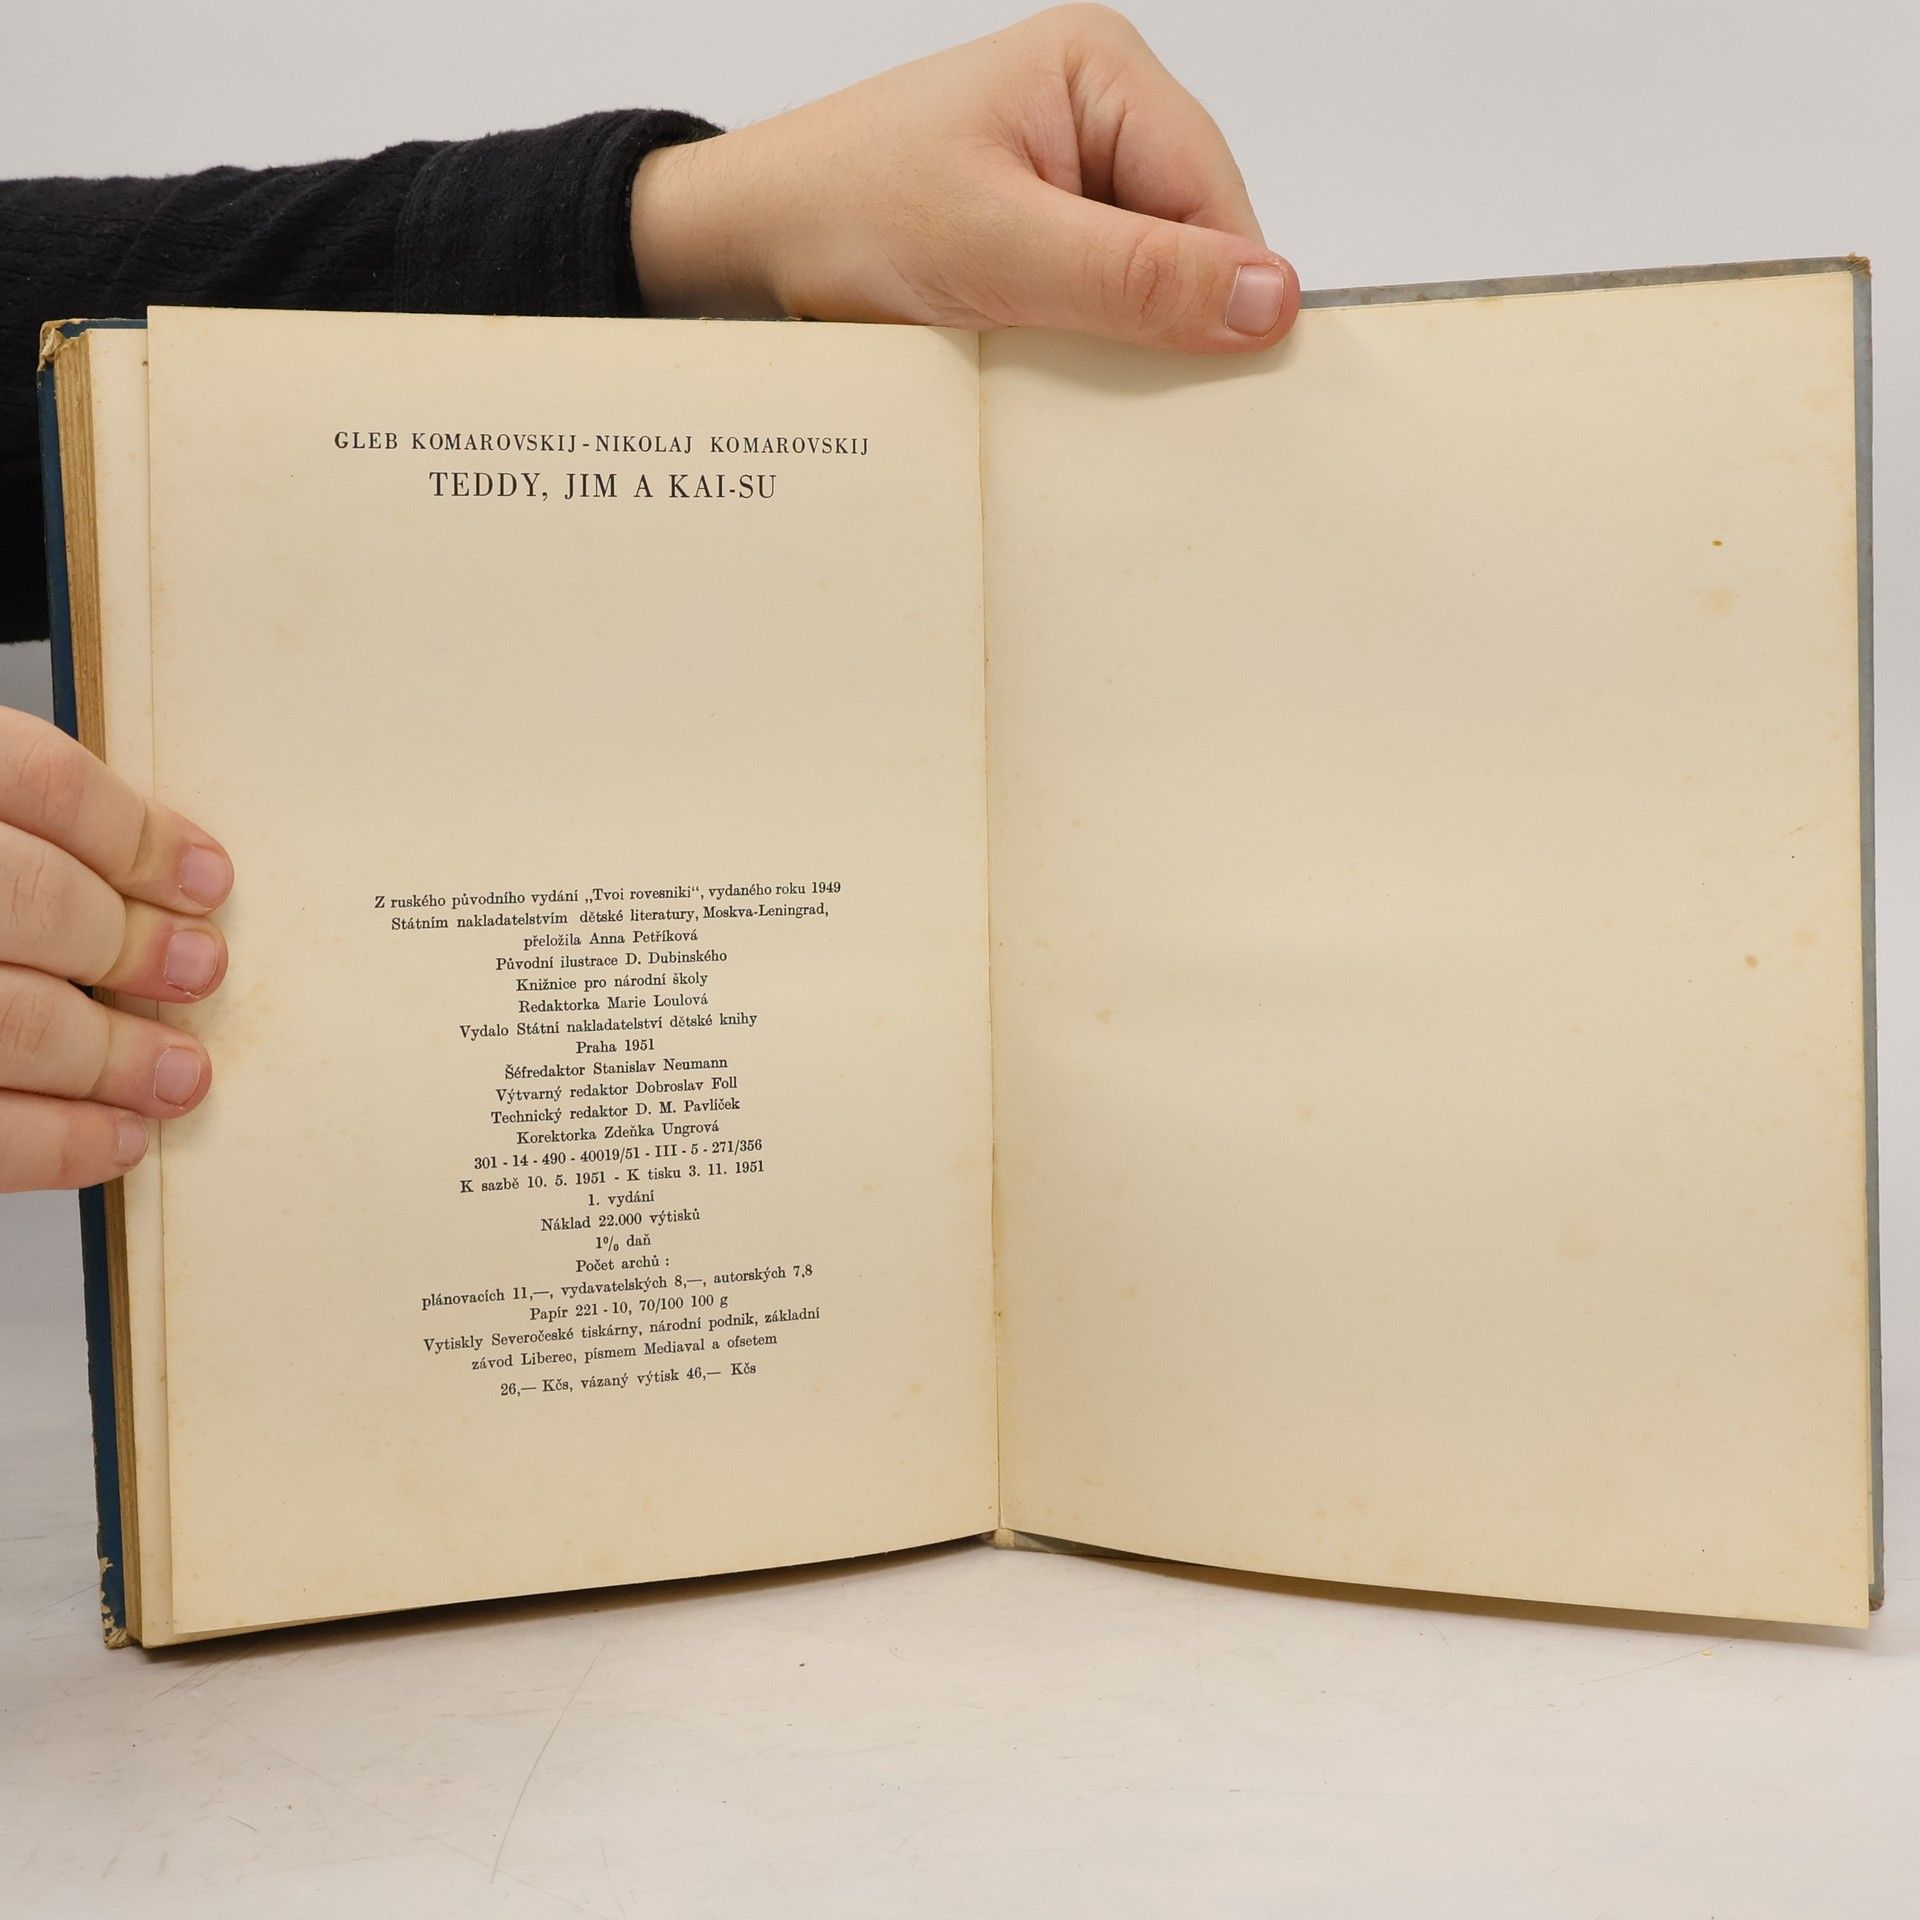 GLEB KOMAROVSKIJ - NIKOLAJ KOMAROVSKIJ
TEDDY, JIM A KAI-SU
Z ruského původního vydání „Tvoi rovesniki“, vydaného roku 1949
Státním nakladatelstvím dětské literatury, Moskva-Leningrad,
přeložila Anna Petříková
Původní ilustrace D. Dubinského
Knižnice pro národní školy
Redaktorka Marie Loulová
Vydalo Státní nakladatelství dětské knihy
Praha 1951
Šéfredaktor Stanislav Neumann
Výtvarný redaktor Dobroslav Foll
Technický redaktor D. M. Pavlíček
Korektorka Zdeňka Ungrová
301 - 14 - 490 - 40019/51 - III - 5 - 271/356
K sazbě 10. 5. 1951 - K tisku 3. 11. 1951
1. vydání
Náklad 22.000 výtisků
1% daň
Počet archů :
plánovacích 11,—, vydavatelských 8,—, autorských 7,8
Papír 221 - 10, 70/100 100 g
Vytiskly Severočeské tiskárny, národní podnik, základní
závod Liberec, písmem Mediaval a ofsetem
26,— Kčs, vázaný výtisk 46,— Kčs